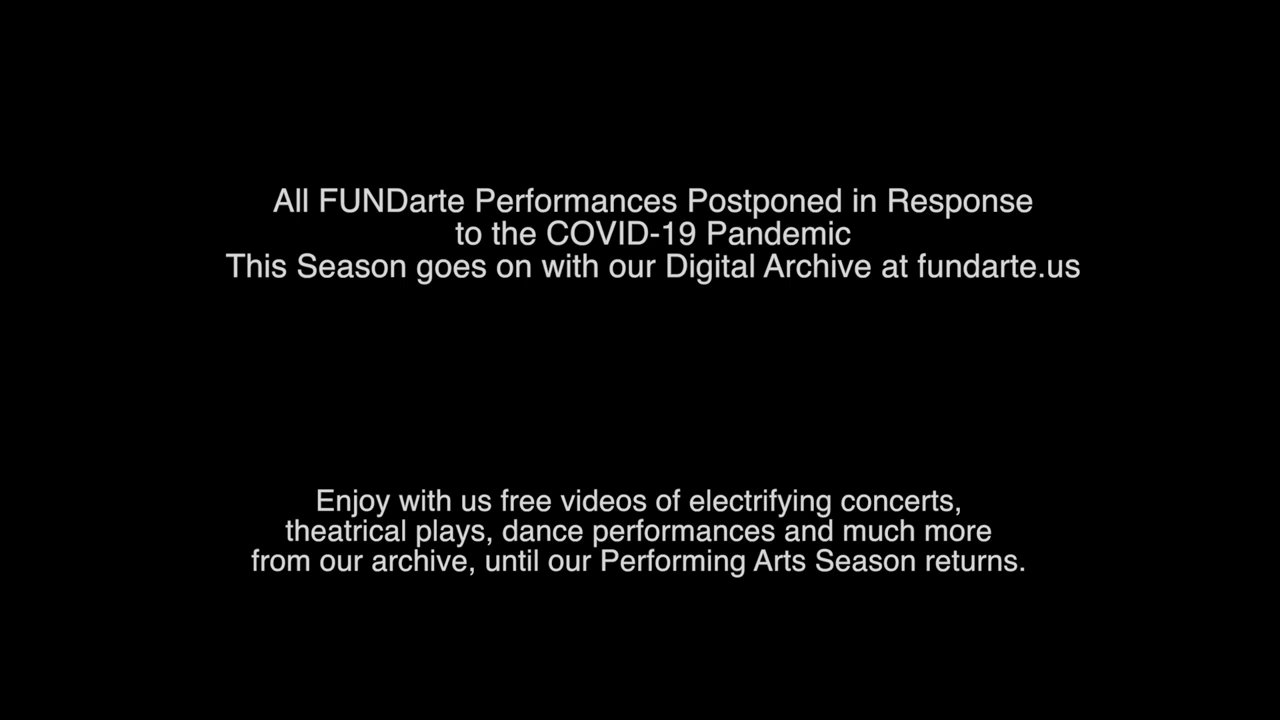 All FUNDarte Performances Postponed in Response
to the COVID-19 Pandemic
This Season goes on with our Digital Archive at fundarte.us
Enjoy with us free videos of electrifying concerts,
theatrical plays, dance performances and much more
from our archive, until our Performing Arts Season returns.